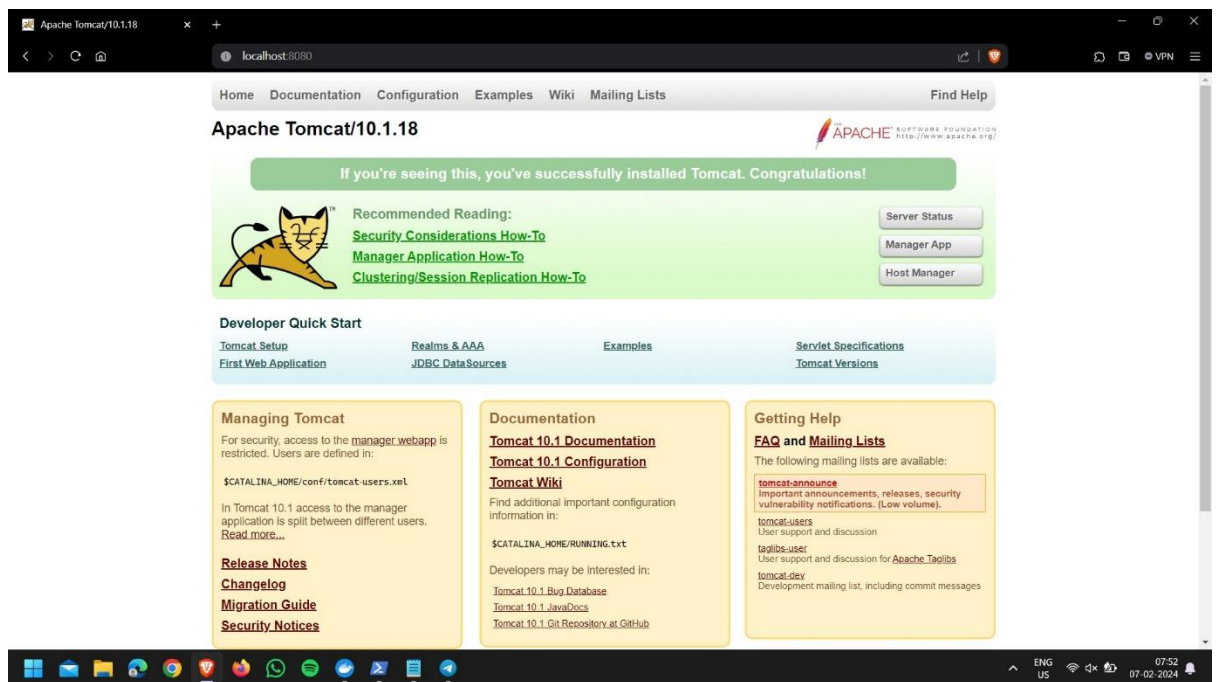 Apache Tomcat/10.1.18
localhost:8080
VPN
Home Documentation Configuration Examples Wiki Mailing Lists Find Help
Apache Tomcat/10.1.18
THE
APACHE SOFTWARE FOUNDATION
http://www.apache.org/
If you're seeing this, you've successfully installed Tomcat. Congratulations!
TM
Recommended Reading:
Security Considerations How-To
Manager Application How-To
Clustering/Session Replication How-To
Server Status
Manager App
Host Manager
Developer Quick Start
Tomcat Setup
First Web Application
Realms & AAA
JDBC DataSources
Examples
Servlet Specifications
Tomcat Versions
Managing Tomcat
For security, access to the manager webapp is
restricted. Users are defined in:
$CATALINA_HOME/conf/tomcat-users.xml
In Tomcat 10.1 access to the manager
application is split between different users.
Read more...
Release Notes
Changelog
Migration Guide
Security Notices
Documentation
Tomcat 10.1 Documentation
Tomcat 10.1 Configuration
Tomcat Wiki
Find additional important configuration
information in:
$CATALINA_HOME/RUNNING.txt
Developers may be interested in:
Tomcat 10.1 Bug Database
Tomcat 10.1 JavaDocs
Tomcat 10.1 Git Repository at GitHub
Getting Help
FAQ and Mailing Lists
The following mailing lists are available:
tomcat-announce
Important announcements, releases, security
vulnerability notifications. (Low volume).
tomcat-users
User support and discussion
taglibs-user
User support and discussion for Apache Taglibs
tomcat-dev
Development mailing list, including commit messages
ENG
US
07:52
07-02-2024